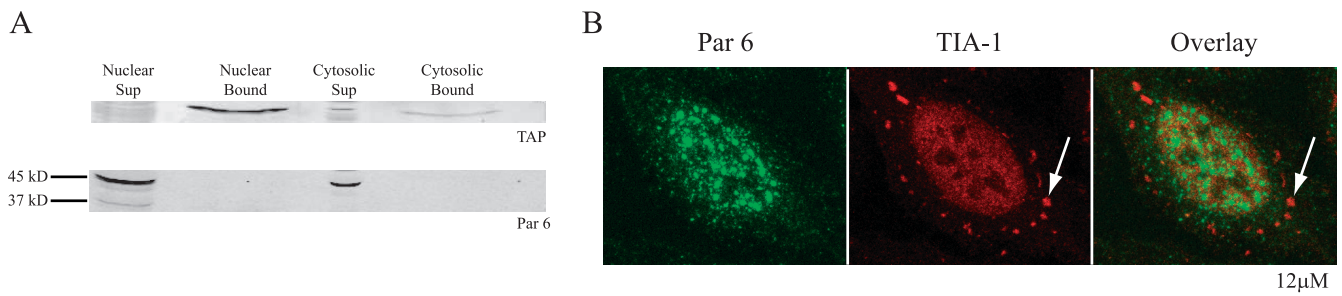 A
Nuclear
Sup
Nuclear
Bound
Cytosolic
Sup
Cytosolic
Bound
TAP
45 kD
37 kD
Par 6
B
Par 6
TIA-1
Overlay
12μM